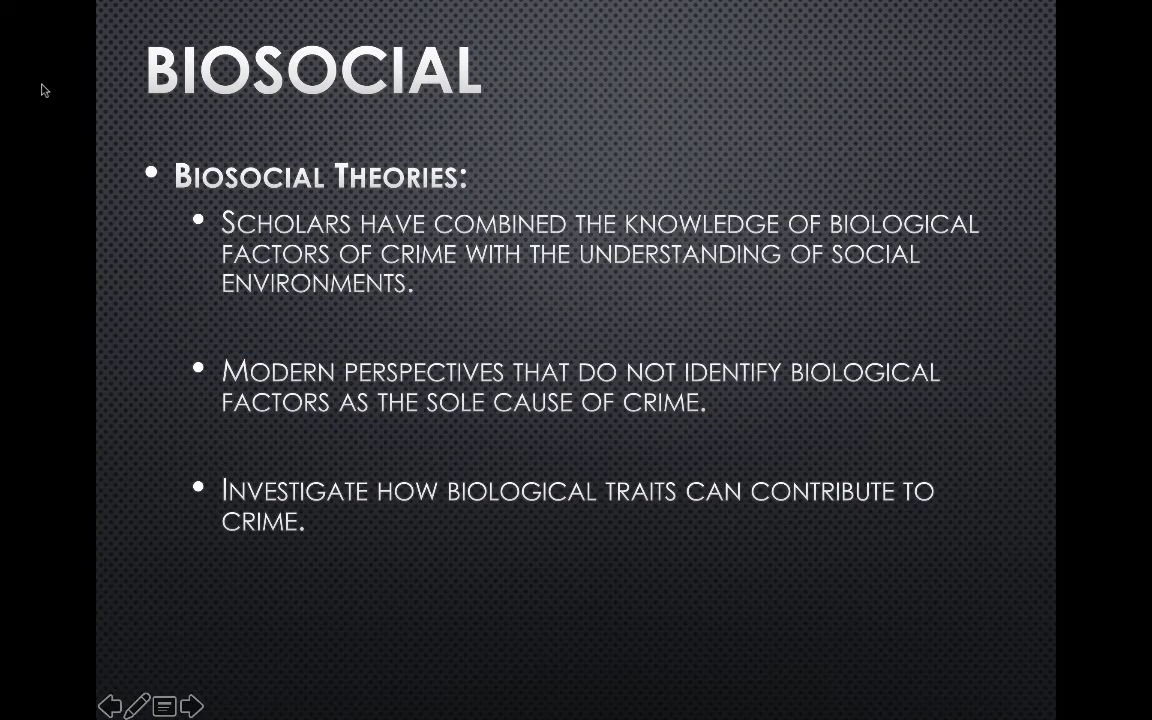 BIOSOCIAL
• BIOSOCIAL THEORIES:
• SCHOLARS HAVE COMBINED THE KNOWLEDGE OF BIOLOGICAL
FACTORS OF CRIME WITH THE UNDERSTANDING OF SOCIAL
ENVIRONMENTS.
• MODERN PERSPECTIVES THAT DO NOT IDENTIFY BIOLOGICAL
FACTORS AS THE SOLE CAUSE OF CRIME.
• INVESTIGATE HOW BIOLOGICAL TRAITS CAN CONTRIBUTE TO
CRIME.